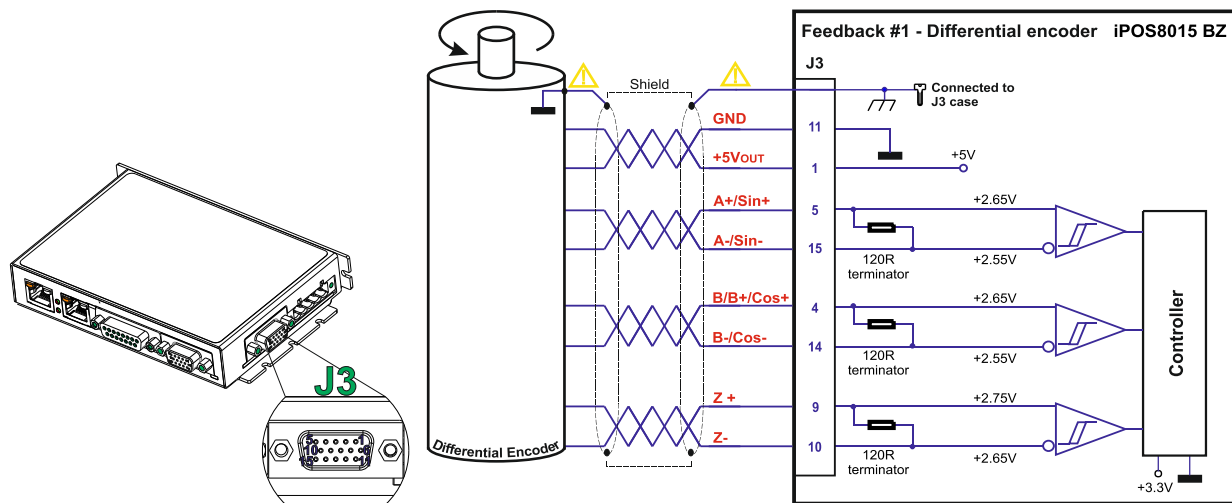 Feedback #1 - Differential encoder iPOS8015 BZ
J3
Shield
Connected to
J3 case
GND
11
+5VOUT
1
+5V
A+/Sin+
5
+2.65V
A-/Sin-
15
120R
terminator
+2.55V
B/B+/Cos+
4
+2.65V
B-/Cos-
14
120R
terminator
+2.55V
Z +
9
+2.75V
Z-
10
120R
terminator
+2.65V
Controller
+3.3V
Differential Encoder
J3